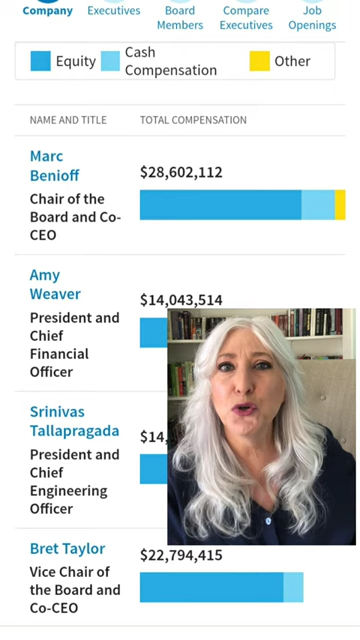 Company
Executives
Board
Members
Compare
Executives
Job
Openings
Equity
Cash
Compensation
Other
NAME AND TITLE
TOTAL COMPENSATION
Marc
Benioff
$28,602,112
Chair of the
Board and Co-
CEO
Amy
Weaver
$14,043,514
President and
Chief
Financial
Officer
Srinivas
Tallapragada
$14,
President and
Chief
Engineering
Officer
Bret Taylor
$22,794,415
Vice Chair of
the Board and
Co-CEO